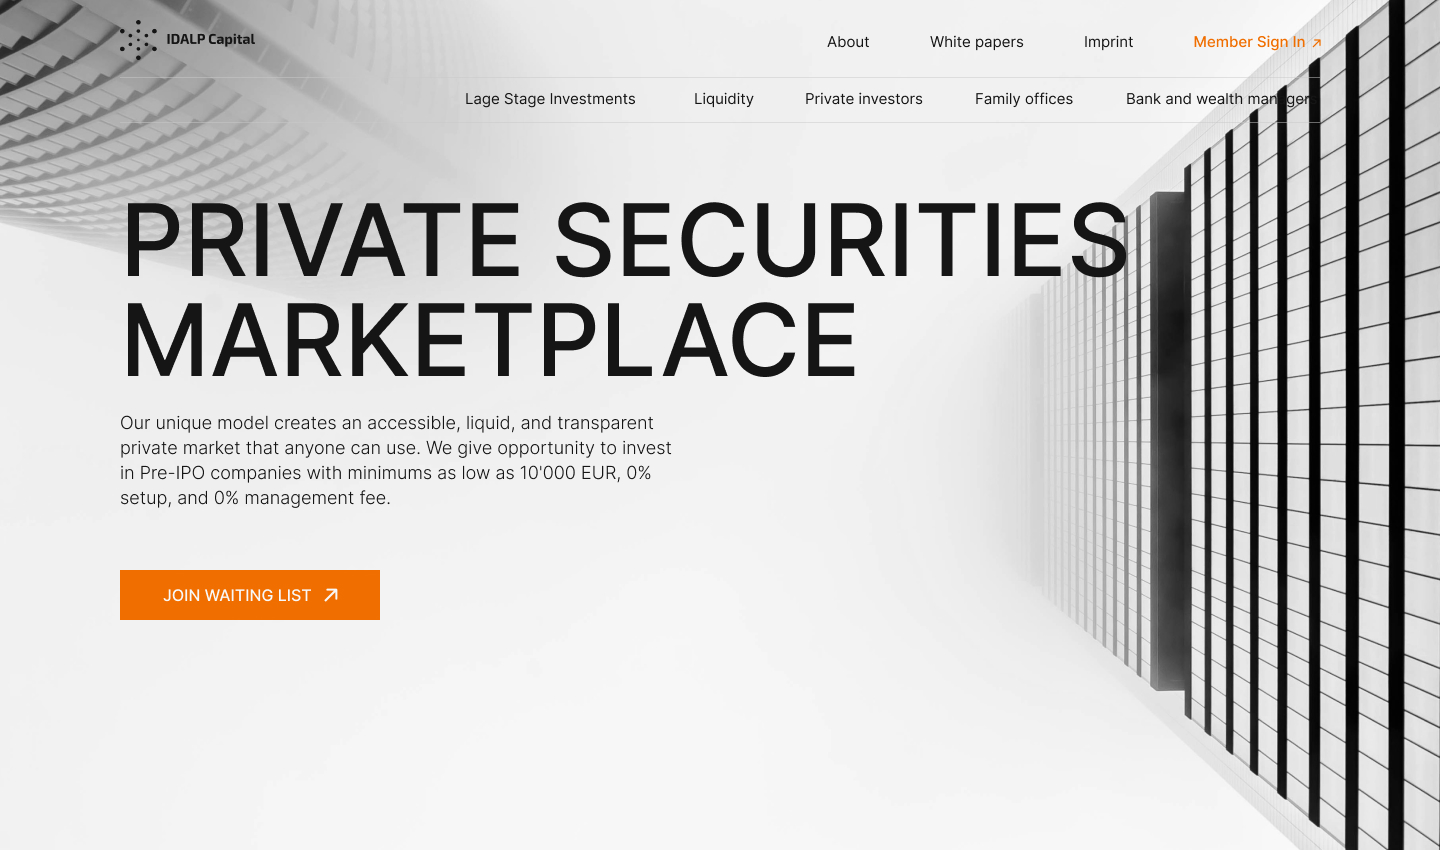 IDALP Capital
About White papers Imprint Member Sign In
Lage Stage Investments Liquidity Private investors Family offices Bank and wealth managers
PRIVATE SECURITIES
MARKETPLACE
Our unique model creates an accessible, liquid, and transparent
private market that anyone can use. We give opportunity to invest
in Pre-IPO companies with minimums as low as 10'000 EUR, 0%
setup, and 0% management fee.
JOIN WAITING LIST